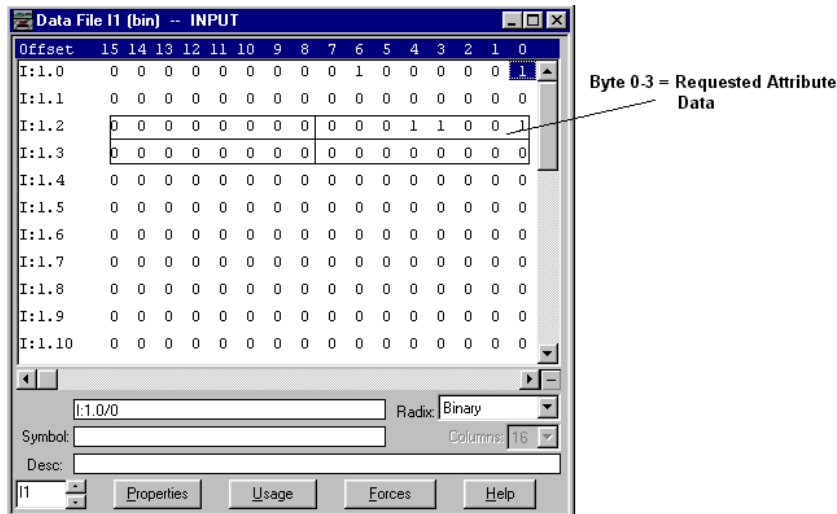 Data File I1 (bin) -- INPUT
Offset 15 14 13 12 11 10 9 8 7 6 5 4 3 2 1 0
I:1.0 0 0 0 0 0 0 0 0 0 1 0 0 0 0 0 1
I:1.1 0 0 0 0 0 0 0 0 0 0 0 0 0 0 0 0
I:1.2 0 0 0 0 0 0 0 0 0 0 0 1 1 0 0 1
I:1.3 0 0 0 0 0 0 0 0 0 0 0 0 0 0 0 0
I:1.4 0 0 0 0 0 0 0 0 0 0 0 0 0 0 0 0
I:1.5 0 0 0 0 0 0 0 0 0 0 0 0 0 0 0 0
I:1.6 0 0 0 0 0 0 0 0 0 0 0 0 0 0 0 0
I:1.7 0 0 0 0 0 0 0 0 0 0 0 0 0 0 0 0
I:1.8 0 0 0 0 0 0 0 0 0 0 0 0 0 0 0 0
I:1.9 0 0 0 0 0 0 0 0 0 0 0 0 0 0 0 0
I:1.10 0 0 0 0 0 0 0 0 0 0 0 0 0 0 0 0
I:1.0/0 Radix: Binary
Symbol: Columns: 16
Desc:
I1 Properties Usage Forces Help
Byte 0-3 = Requested Attribute
Data